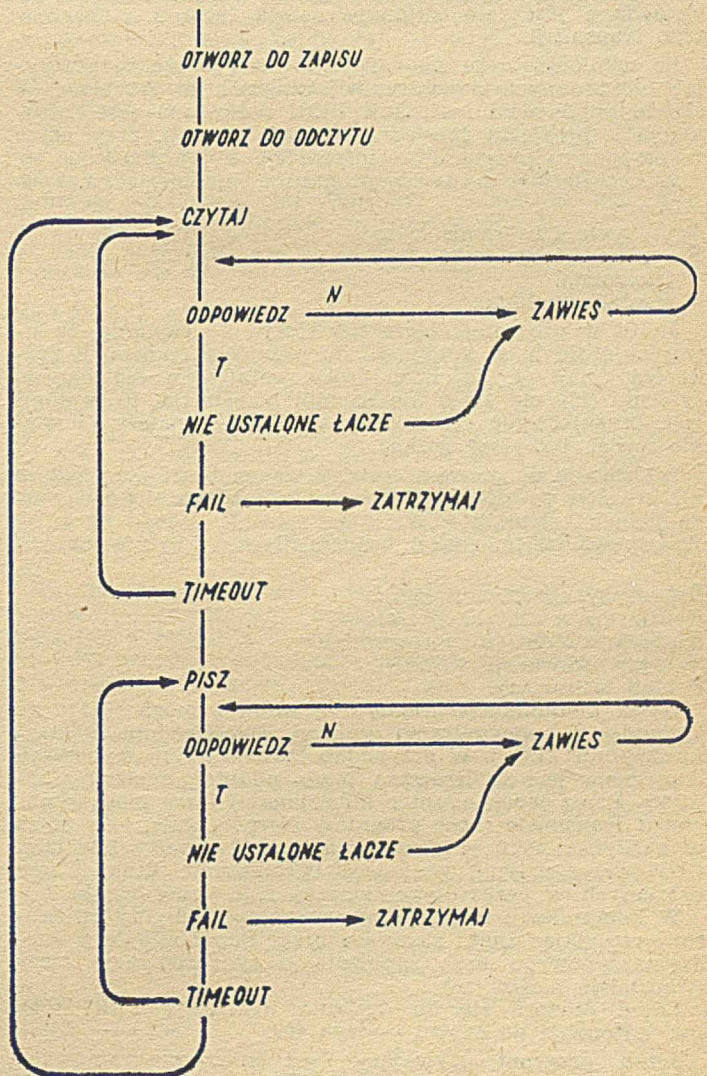 OTWORZ DO ZAPISU
OTWORZ DO ODCZYTU
CZYTAJ
ODPOWIEDZ N ZAWIES
T
NIE USTALONE ŁACZE
FAIL ZATRZYMAJ
TIMEOUT
PISZ
ODPOWIEDZ N ZAWIES
T
NIE USTALONE ŁACZE
FAIL ZATRZYMAJ
TIMEOUT